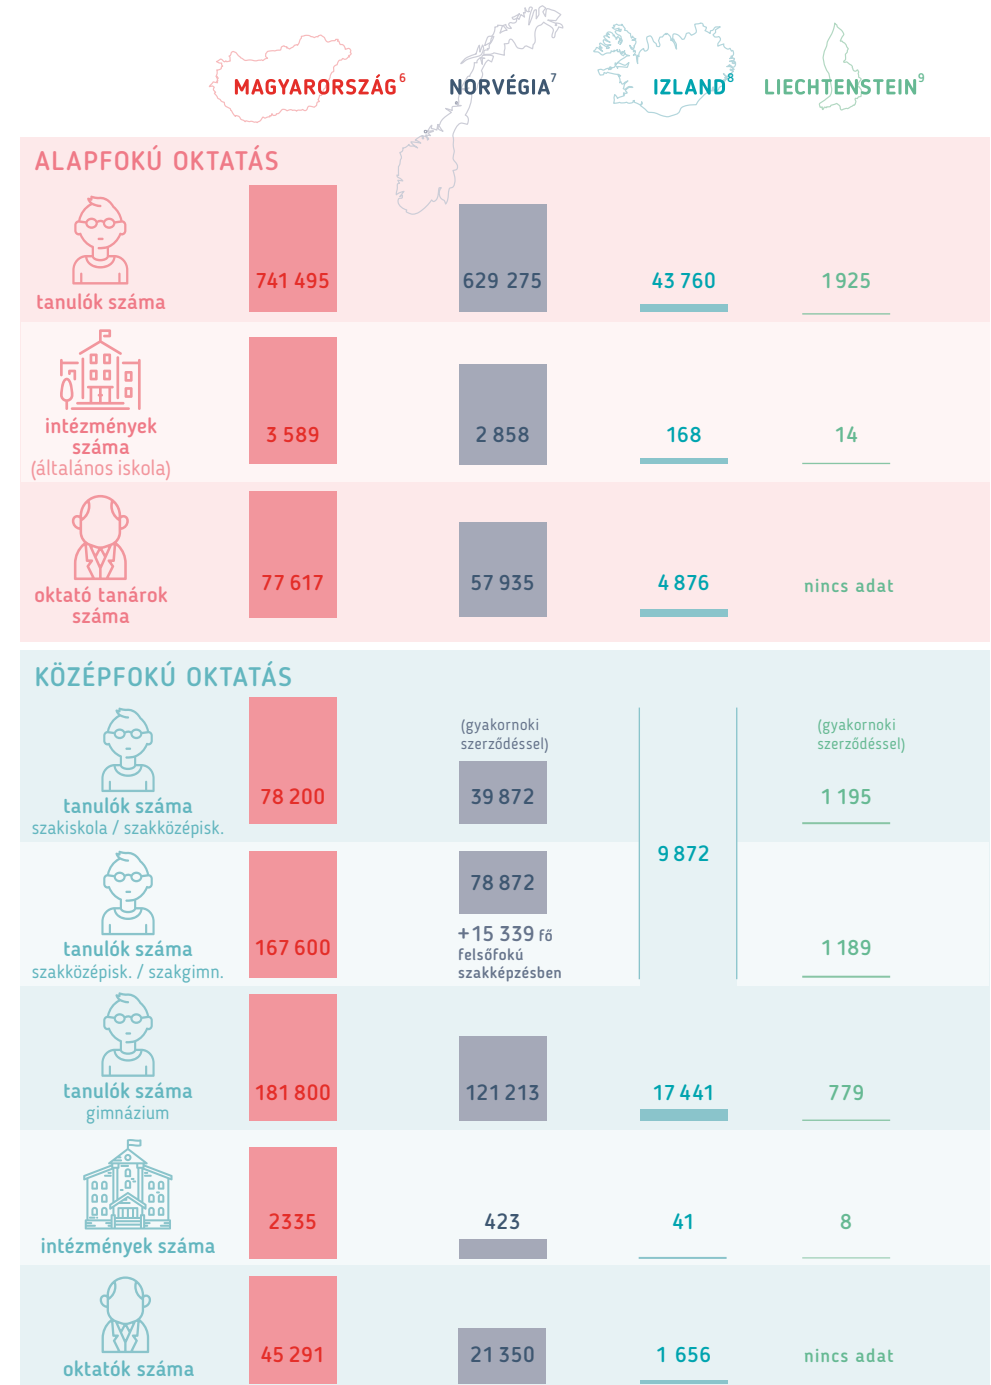 MAGYARORSZÁG⁶ NORVÉGIA⁷ IZLAND⁸ LIECHTENSTEIN⁹
ALAPFOKÚ OKTATÁS
tanulók száma
741 495 629 275 43 760 1 925
intézmények
száma
(általános iskola)
3 589 2 858 168 14
oktató tanárok
száma
77 617 57 935 4 876 nincs adat
KÖZÉPFOKÚ OKTATÁS
tanulók száma
szakiskola / szakközépisk.
78 200
(gyakornoki
szerződéssel)
39 872
9 872
(gyakornoki
szerződéssel)
1 195
tanulók száma
szakközépisk. / szakgimn.
167 600
78 872
+15 339 fő
felsőfokú
szakképzésben
1 189
tanulók száma
gimnázium
181 800 121 213 17 441 779
intézmények száma
2335 423 41 8
oktatók száma
45 291 21 350 1 656 nincs adat